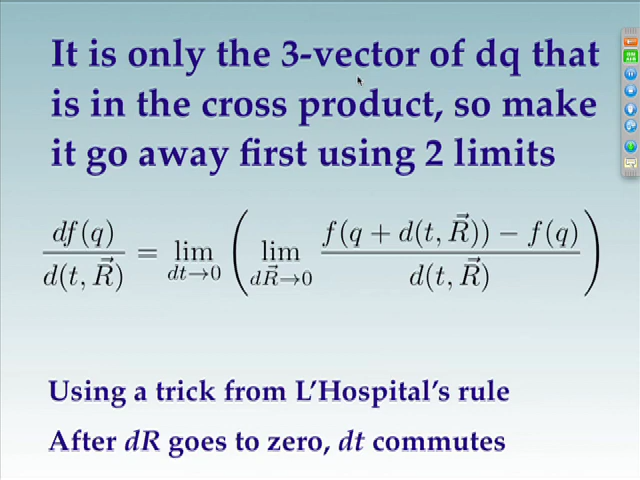 It is only the 3-vector of dq that
is in the cross product, so make
it go away first using 2 limits
df(q)/d(t, R⃗) = lim_{dt→0} ( lim_{dR⃗→0} (f(q + d(t, R⃗)) − f(q))/d(t, R⃗) )
Using a trick from L'Hospital's rule
After dR goes to zero, dt commutes